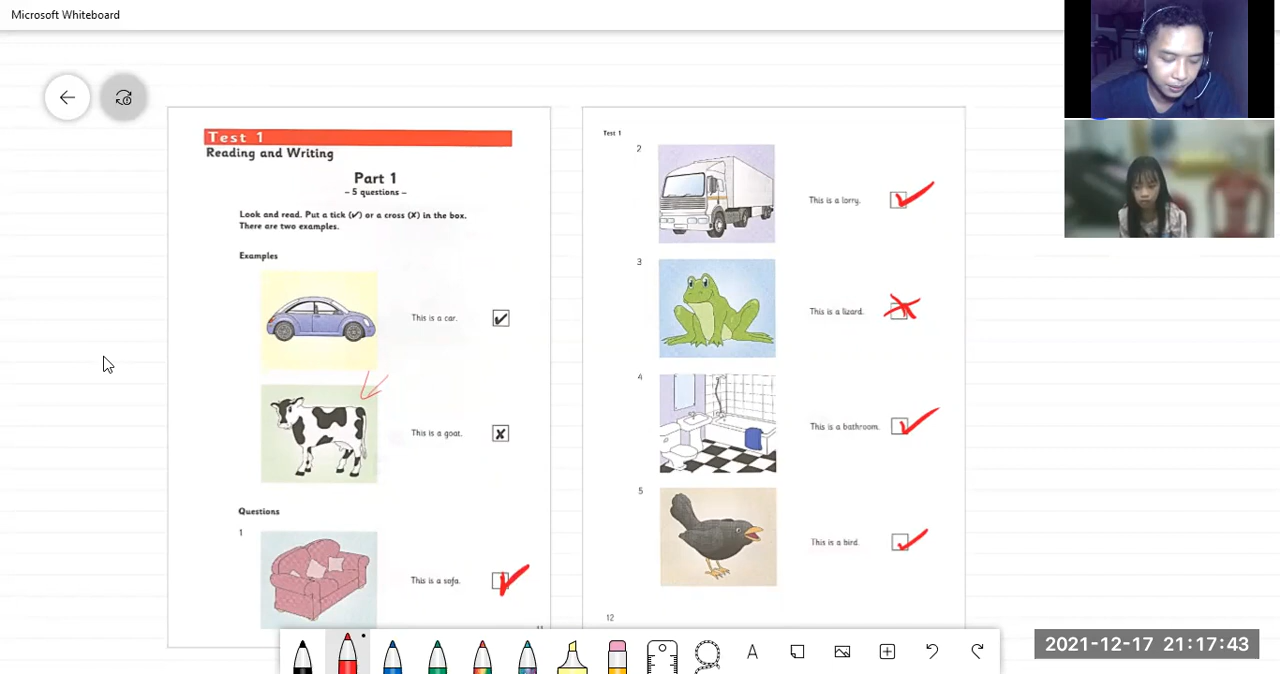 Microsoft Whiteboard
Test 1
Reading and Writing
Part 1
– 5 questions –
Look and read. Put a tick (✔) or a cross (✗) in the box.
There are two examples.
Examples
This is a car. ✔
This is a goat. ✗
Questions
1
This is a sofa. ✓
Test 1
2
This is a lorry. ✓
3
This is a lizard. ✗
4
This is a bathroom. ✓
5
This is a bird. ✓
12
A
2021-12-17 21:17:43